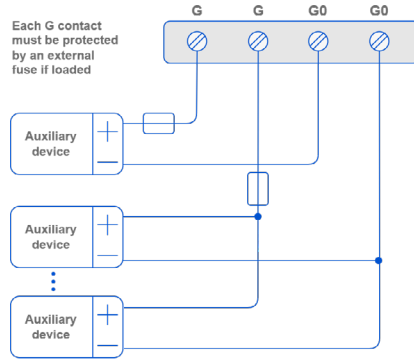 Each G contact
must be protected
by an external
fuse if loaded
G G G0 G0
Auxiliary
device
+
—
Auxiliary
device
+
—
Auxiliary
device
+
—